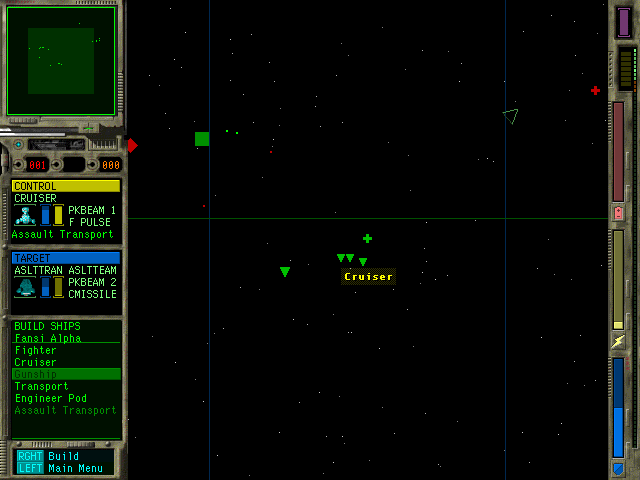 001 000
CONTROL
CRUISER
PKBEAM 1
F PULSE
Assault Transport
TARGET
ASLTTRAN ASLTTEAM
PKBEAM 2
CMISSILE
BUILD SHIPS
Fansi Alpha
Fighter
Cruiser
Gunship
Transport
Engineer Pod
Assault Transport
RGHT Build
LEFT Main Menu
Cruiser